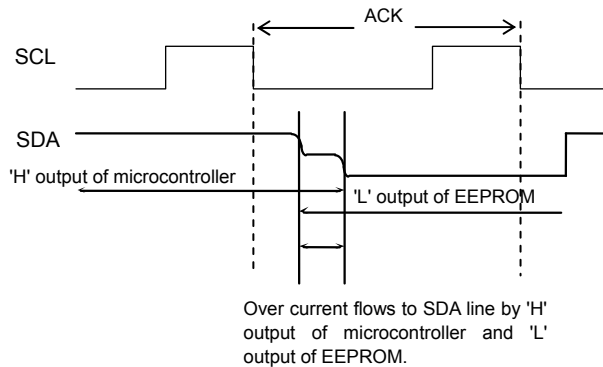 ACK
SCL
SDA
'H' output of microcontroller
'L' output of EEPROM
Over current flows to SDA line by 'H'
output of microcontroller and 'L'
output of EEPROM.